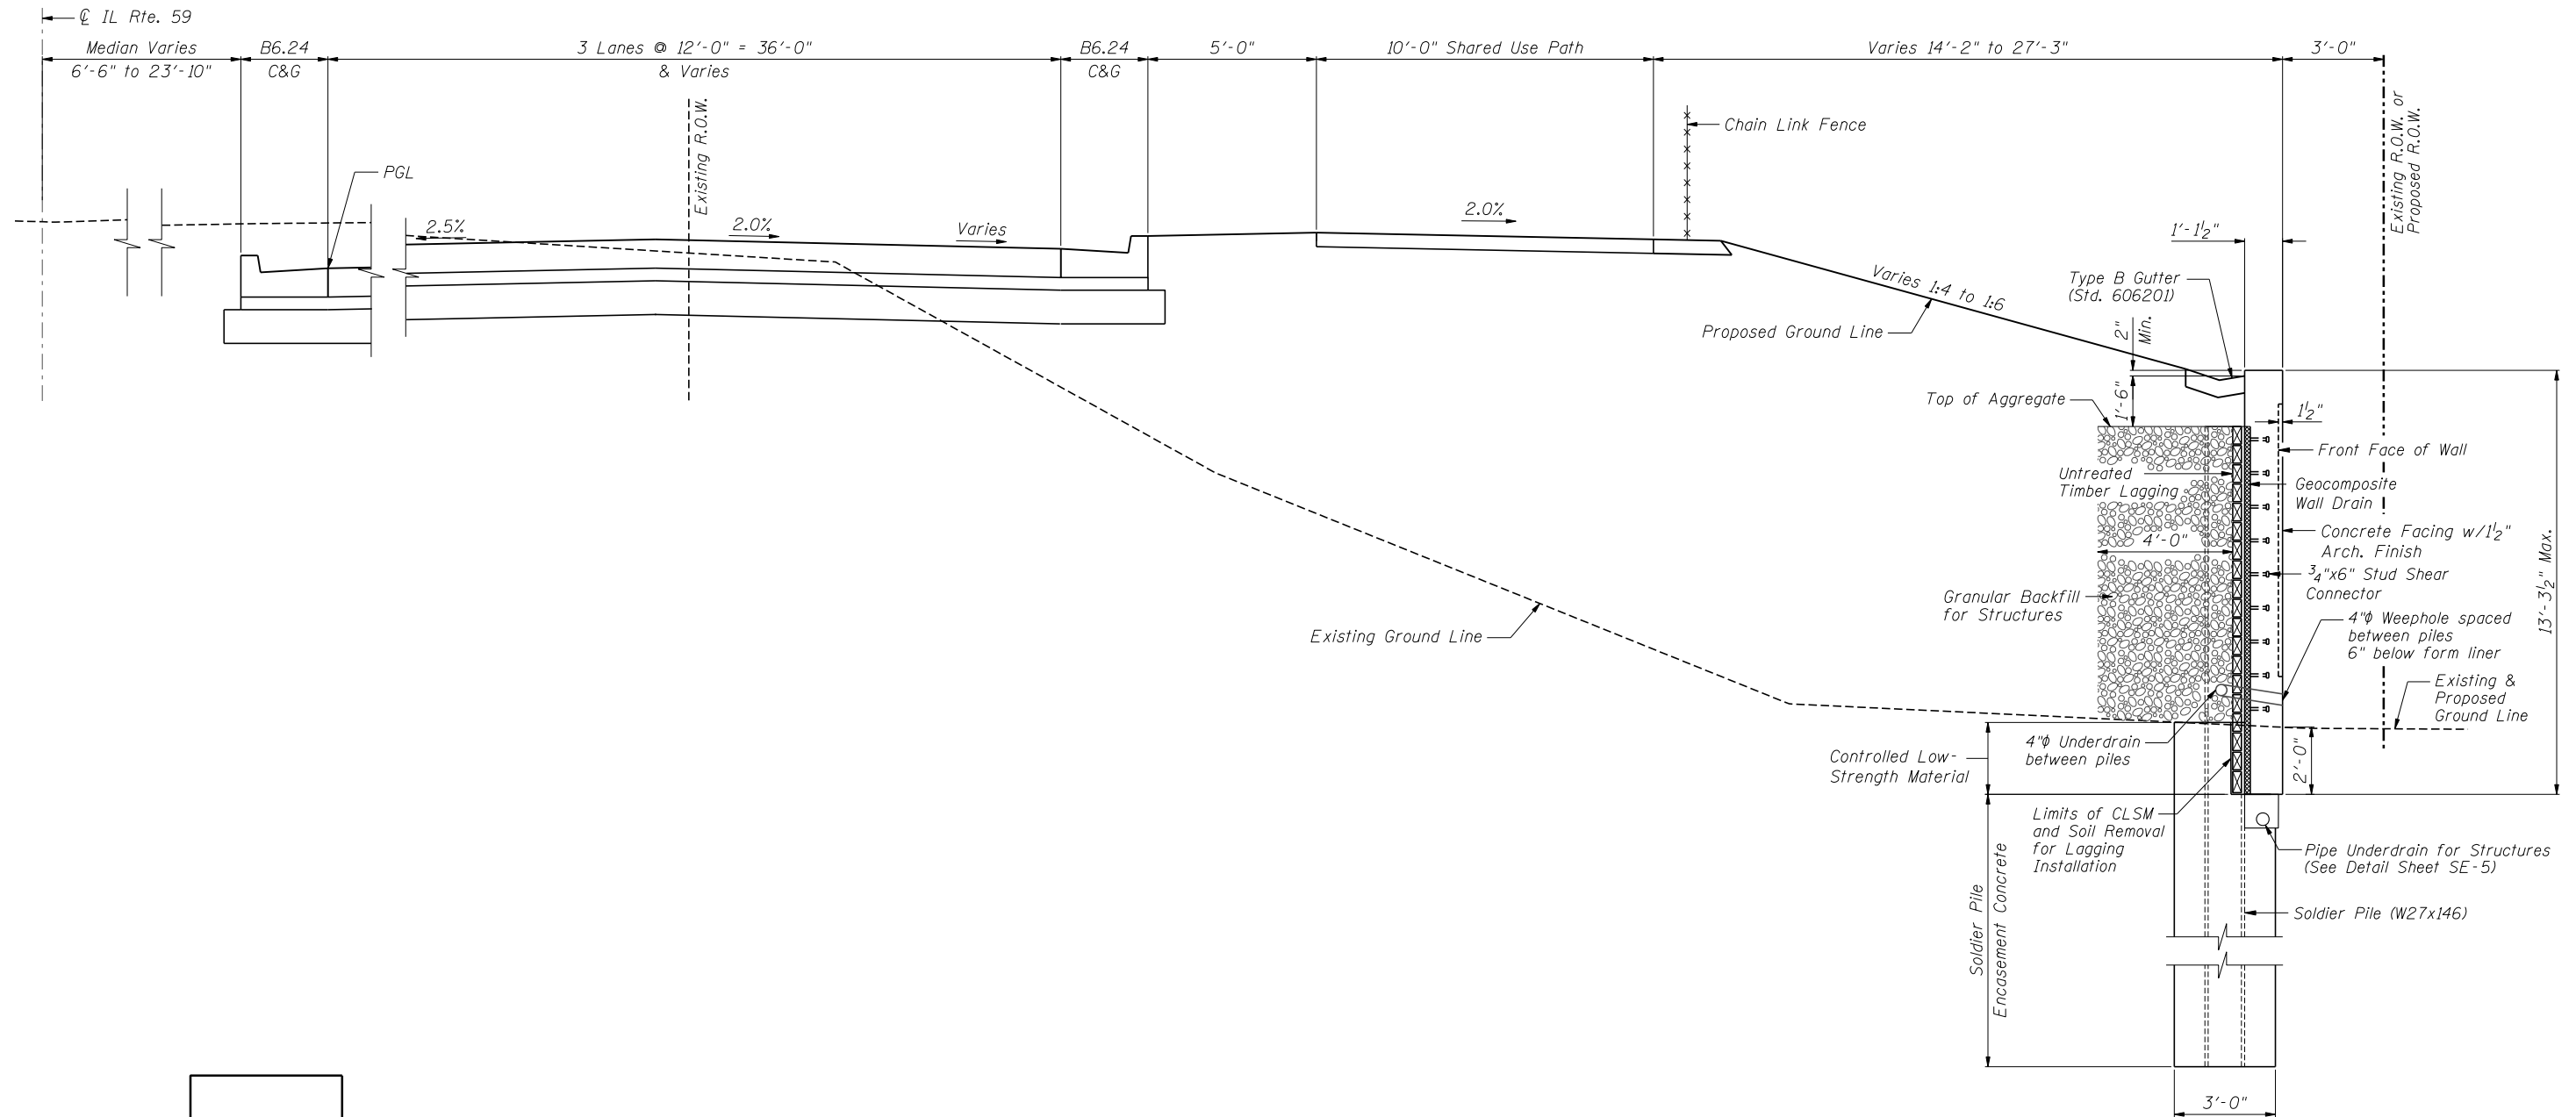 ℄ IL Rte. 59
Median Varies
6'-6" to 23'-10"
B6.24
C&G
3 Lanes @ 12'-0" = 36'-0"
& Varies
B6.24
C&G
5'-0"
10'-0" Shared Use Path
Varies 14'-2" to 27'-3"
3'-0"
Existing R.O.W.
Chain Link Fence
Existing R.O.W. or
Proposed R.O.W.
PGL
2.5%
2.0%
Varies
2.0%
1'-1½"
Varies 1:4 to 1:6
Type B Gutter
(Std. 606201)
Proposed Ground Line
2"
Min.
1'-6"
Top of Aggregate
1½"
Front Face of Wall
Untreated
Timber Lagging
Geocomposite
Wall Drain
Concrete Facing w/1½"
Arch. Finish
4'-0"
¾"x6" Stud Shear
Connector
13'-3½" Max.
Granular Backfill
for Structures
4"ϕ Weephole spaced
between piles
6" below form liner
Existing Ground Line
Existing &
Proposed
Ground Line
4"ϕ Underdrain
between piles
Controlled Low-
Strength Material
2'-0"
Limits of CLSM
and Soil Removal
for Lagging
Installation
Pipe Underdrain for Structures
(See Detail Sheet SE-5)
Soldier Pile
Encasement Concrete
Soldier Pile (W27x146)
3'-0"